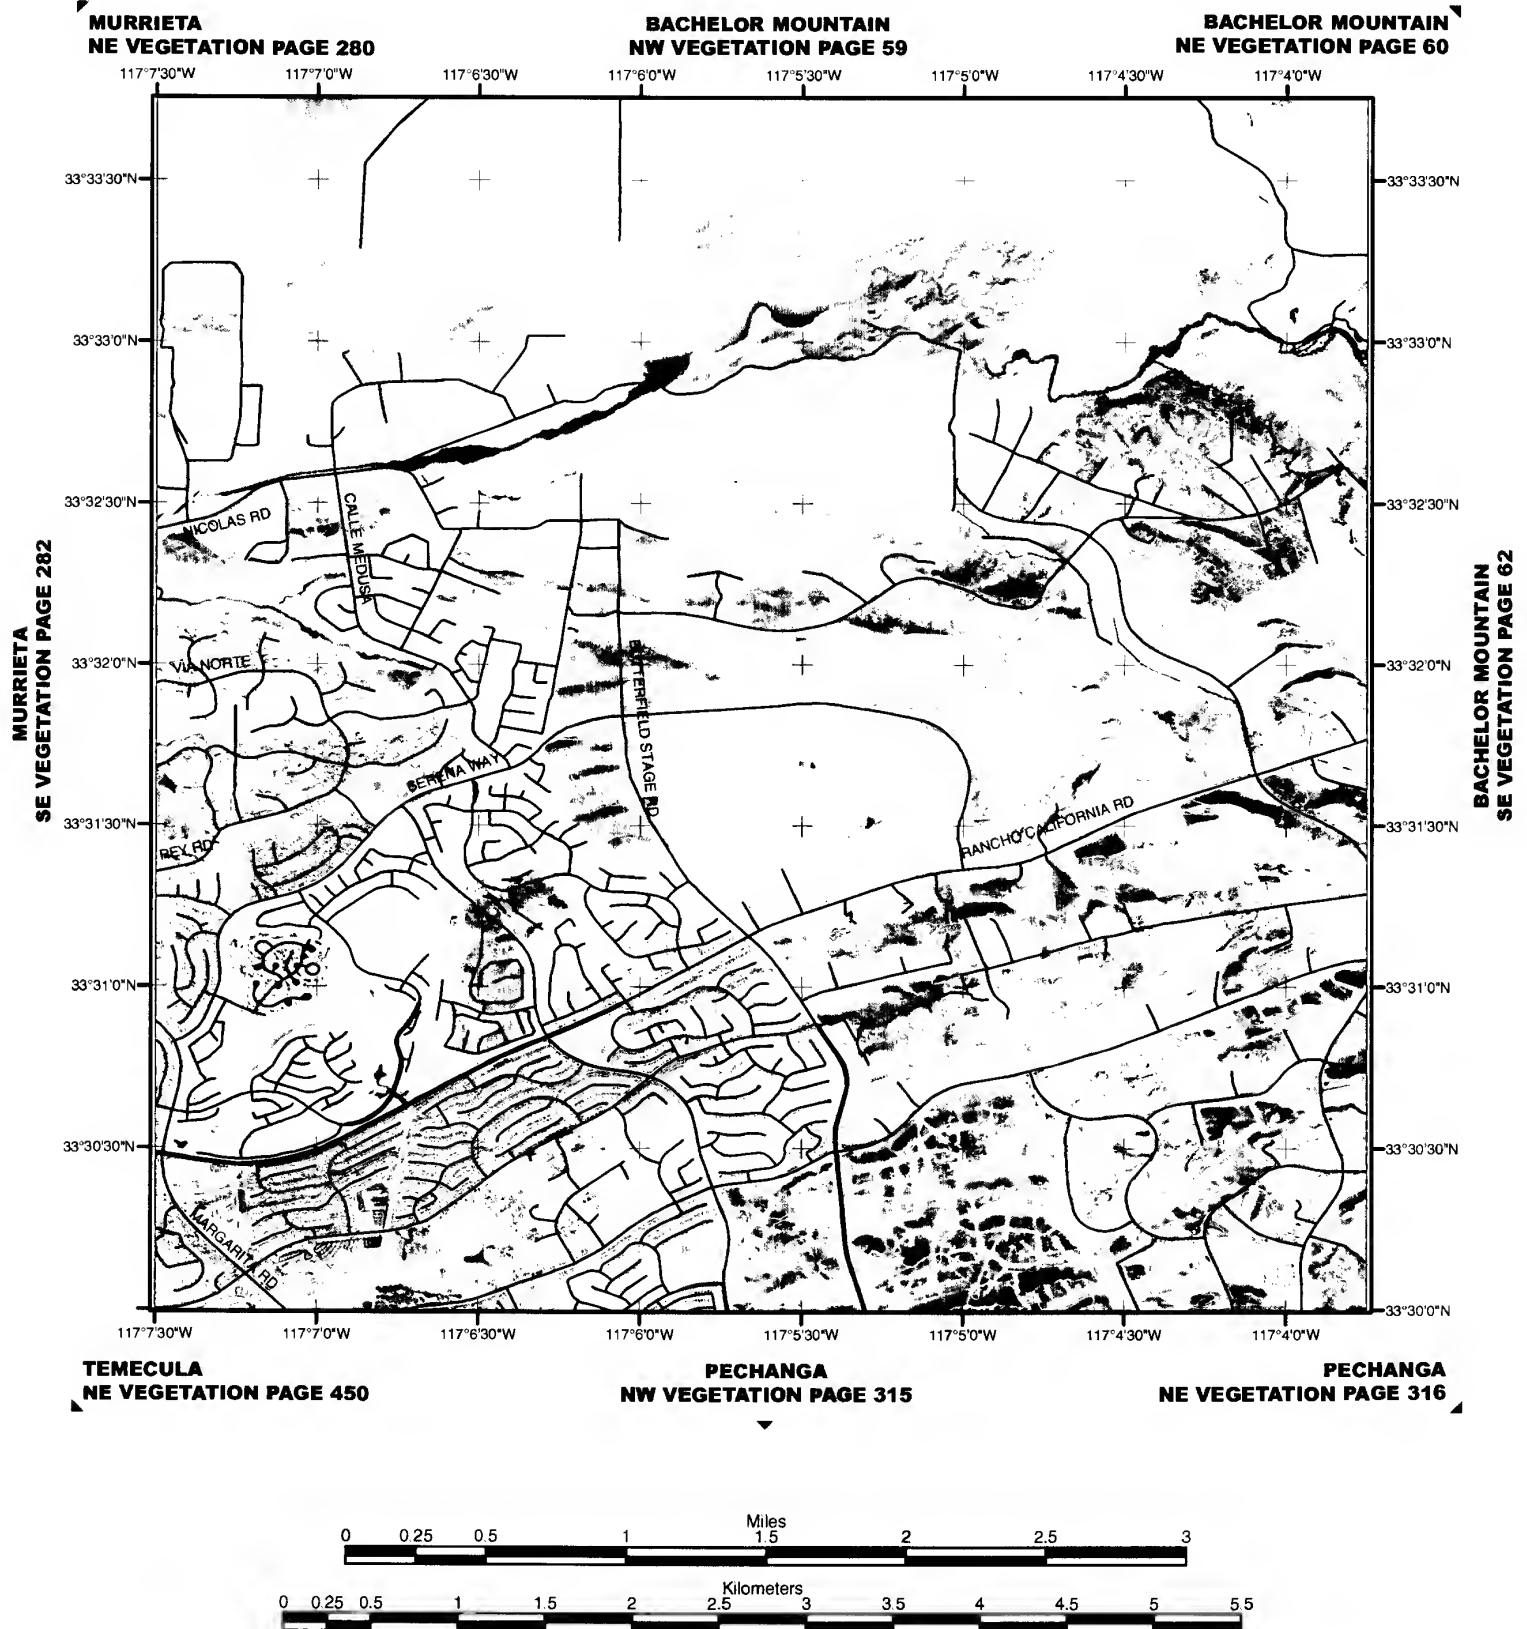 MURRIETA
NE VEGETATION PAGE 280
BACHELOR MOUNTAIN
NW VEGETATION PAGE 59
BACHELOR MOUNTAIN
NE VEGETATION PAGE 60
117°7'30"W 117°7'0"W 117°6'30"W 117°6'0"W 117°5'30"W 117°5'0"W 117°4'30"W 117°4'0"W
33°33'30"N
33°33'30"N
33°33'0"N
33°33'0"N
33°32'30"N
33°32'30"N
NICOLAS RD
CALLE MEDUSA
MURRIETA
SE VEGETATION PAGE 282
BACHELOR MOUNTAIN
SE VEGETATION PAGE 62
33°32'0"N
33°32'0"N
VIA NORTE
BUTTERFIELD STAGE RD
SERENA WAY
33°31'30"N
33°31'30"N
RANCHO CALIFORNIA RD
REY RD
33°31'0"N
33°31'0"N
33°30'30"N
33°30'30"N
MARGARITA RD
33°30'0"N
117°7'30"W 117°7'0"W 117°6'30"W 117°6'0"W 117°5'30"W 117°5'0"W 117°4'30"W 117°4'0"W
TEMECULA
NE VEGETATION PAGE 450
PECHANGA
NW VEGETATION PAGE 315
PECHANGA
NE VEGETATION PAGE 316
Miles
0 0.25 0.5 1 1.5 2 2.5 3
Kilometers
0 0.25 0.5 1 1.5 2 2.5 3 3.5 4 4.5 5 5.5